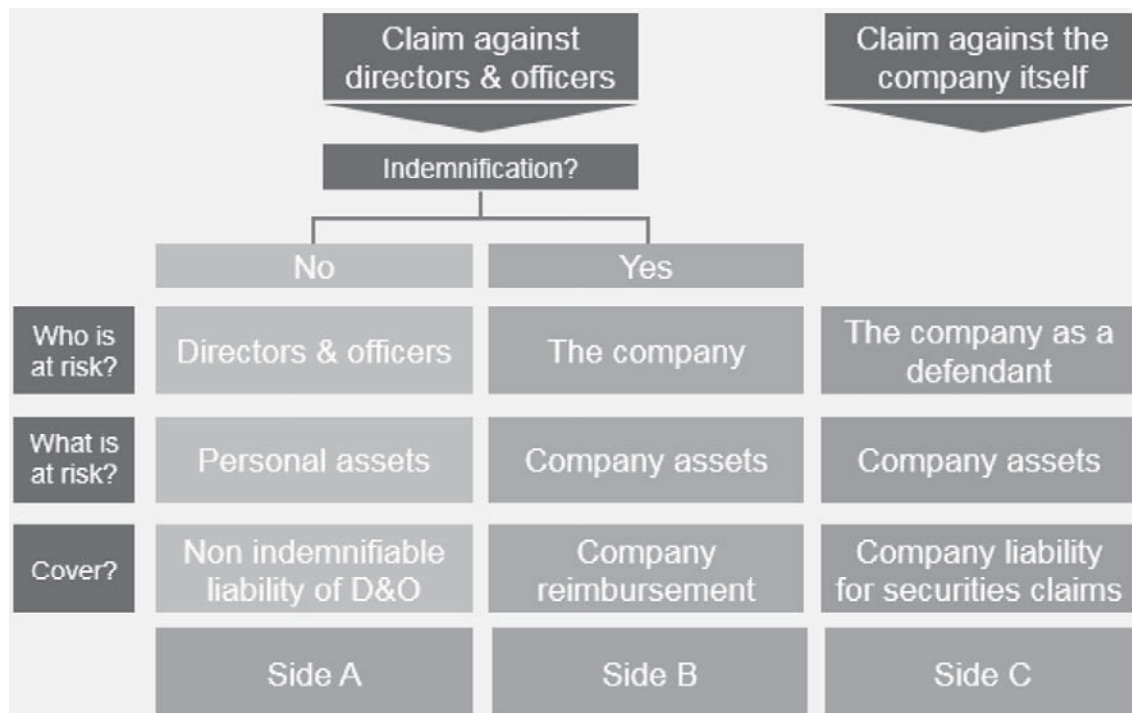 Claim against
directors & officers
Claim against the
company itself
Indemnification?
No
Yes
Who is
at risk?
Directors & officers
The company
The company as a
defendant
What is
at risk?
Personal assets
Company assets
Company assets
Cover?
Non indemnifiable
liability of D&O
Company
reimbursement
Company liability
for securities claims
Side A
Side B
Side C